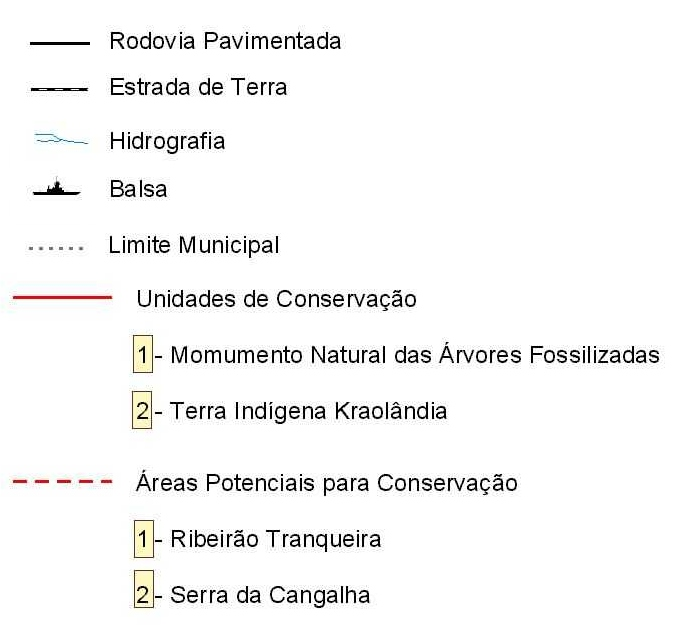 Rodovia Pavimentada
Estrada de Terra
Hidrografia
Balsa
Limite Municipal
Unidades de Conservação
1 - Momumento Natural das Árvores Fossilizadas
2 - Terra Indígena Kraolândia
Áreas Potenciais para Conservação
1 - Ribeirão Tranqueira
2 - Serra da Cangalha